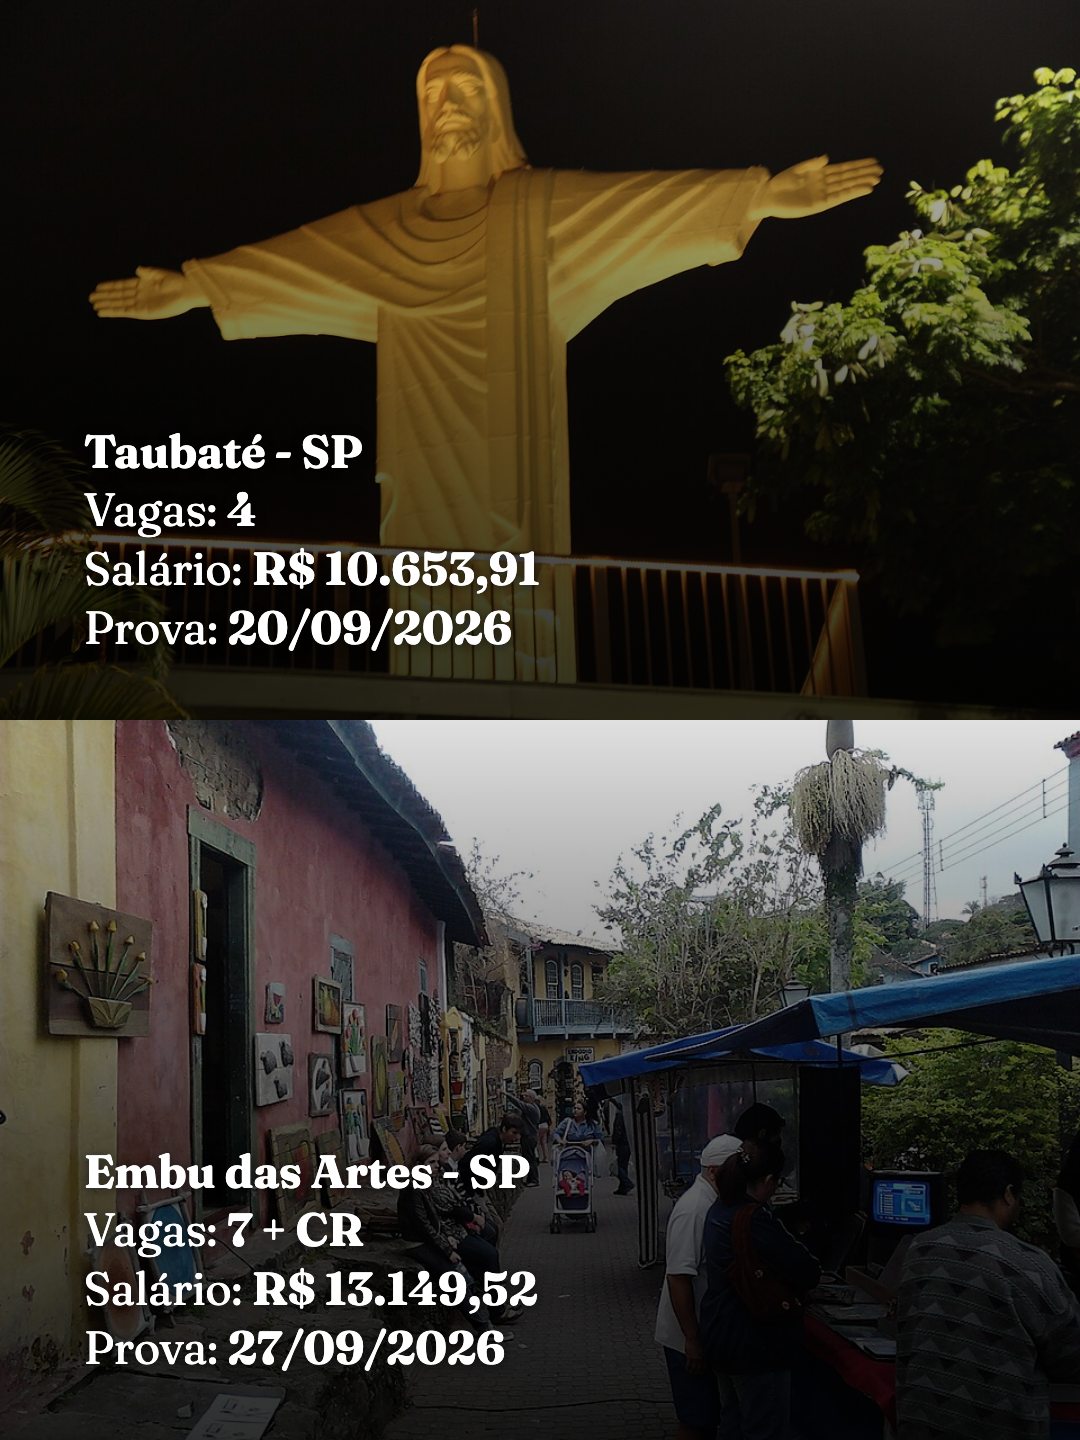 Taubaté - SP
Vagas: 4
Salário: R$ 10.653,91
Prova: 20/09/2026
Embu das Artes - SP
Vagas: 7 + CR
Salário: R$ 13.149,52
Prova: 27/09/2026